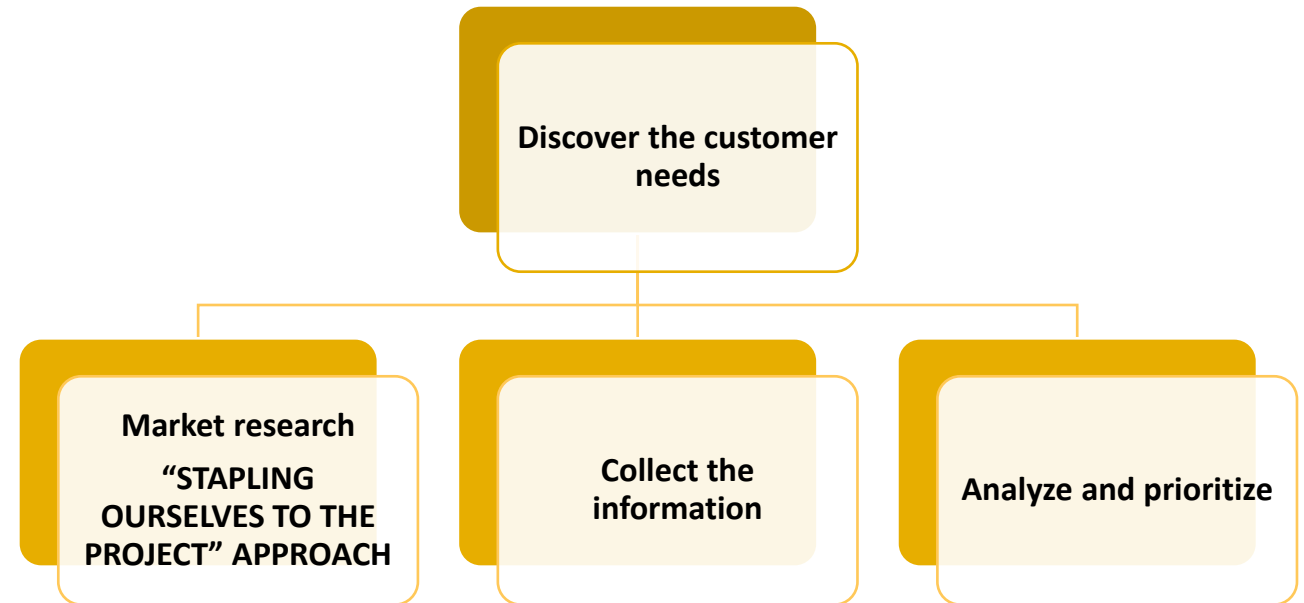 Discover the customer
needs
Market research
“STAPLING
OURSELVES TO THE
PROJECT” APPROACH
Collect the
information
Analyze and prioritize